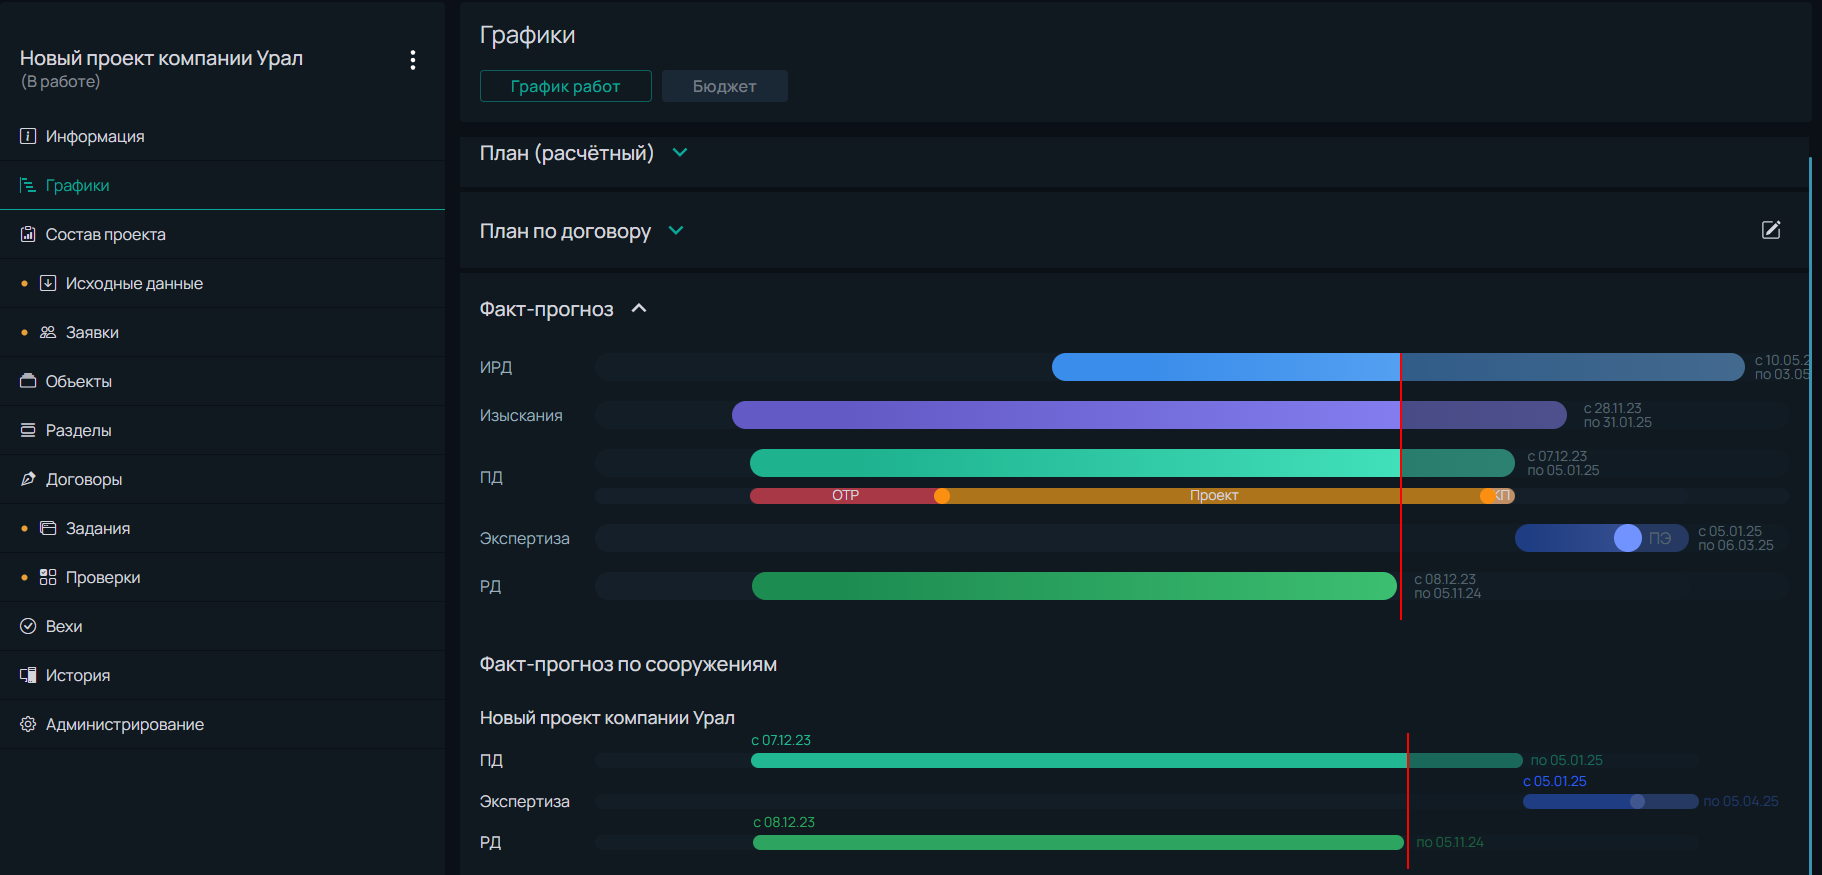 Новый проект компании Урал
(В работе)
Информация
Графики
Состав проекта
Исходные данные
Заявки
Объекты
Разделы
Договоры
Задания
Проверки
Вехи
История
Администрирование
Графики
График работ
Бюджет
План (расчётный)
План по договору
Факт-прогноз
ИРД
с 10.05.2
по 03.05
Изыскания
с 28.11.23
по 31.01.25
ПД
с 07.12.23
по 05.01.25
ОТР
Проект
КП
Экспертиза
ПЭ
с 05.01.25
по 06.03.25
РД
с 08.12.23
по 05.11.24
Факт-прогноз по сооружениям
Новый проект компании Урал
с 07.12.23
ПД
по 05.01.25
с 05.01.25
Экспертиза
по 05.04.25
с 08.12.23
РД
по 05.11.24